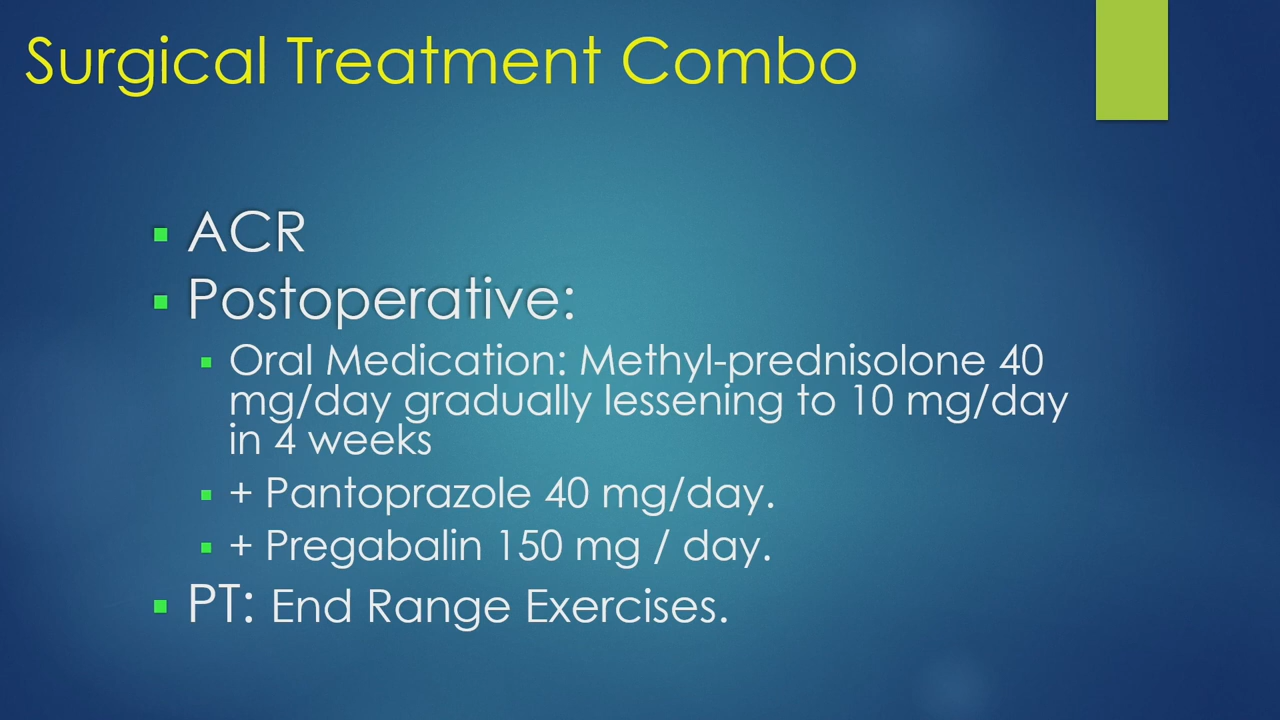 Surgical Treatment Combo
ACR
Postoperative:
Oral Medication: Methyl-prednisolone 40
mg/day gradually lessening to 10 mg/day
in 4 weeks
+ Pantoprazole 40 mg/day.
+ Pregabalin 150 mg / day.
PT: End Range Exercises.